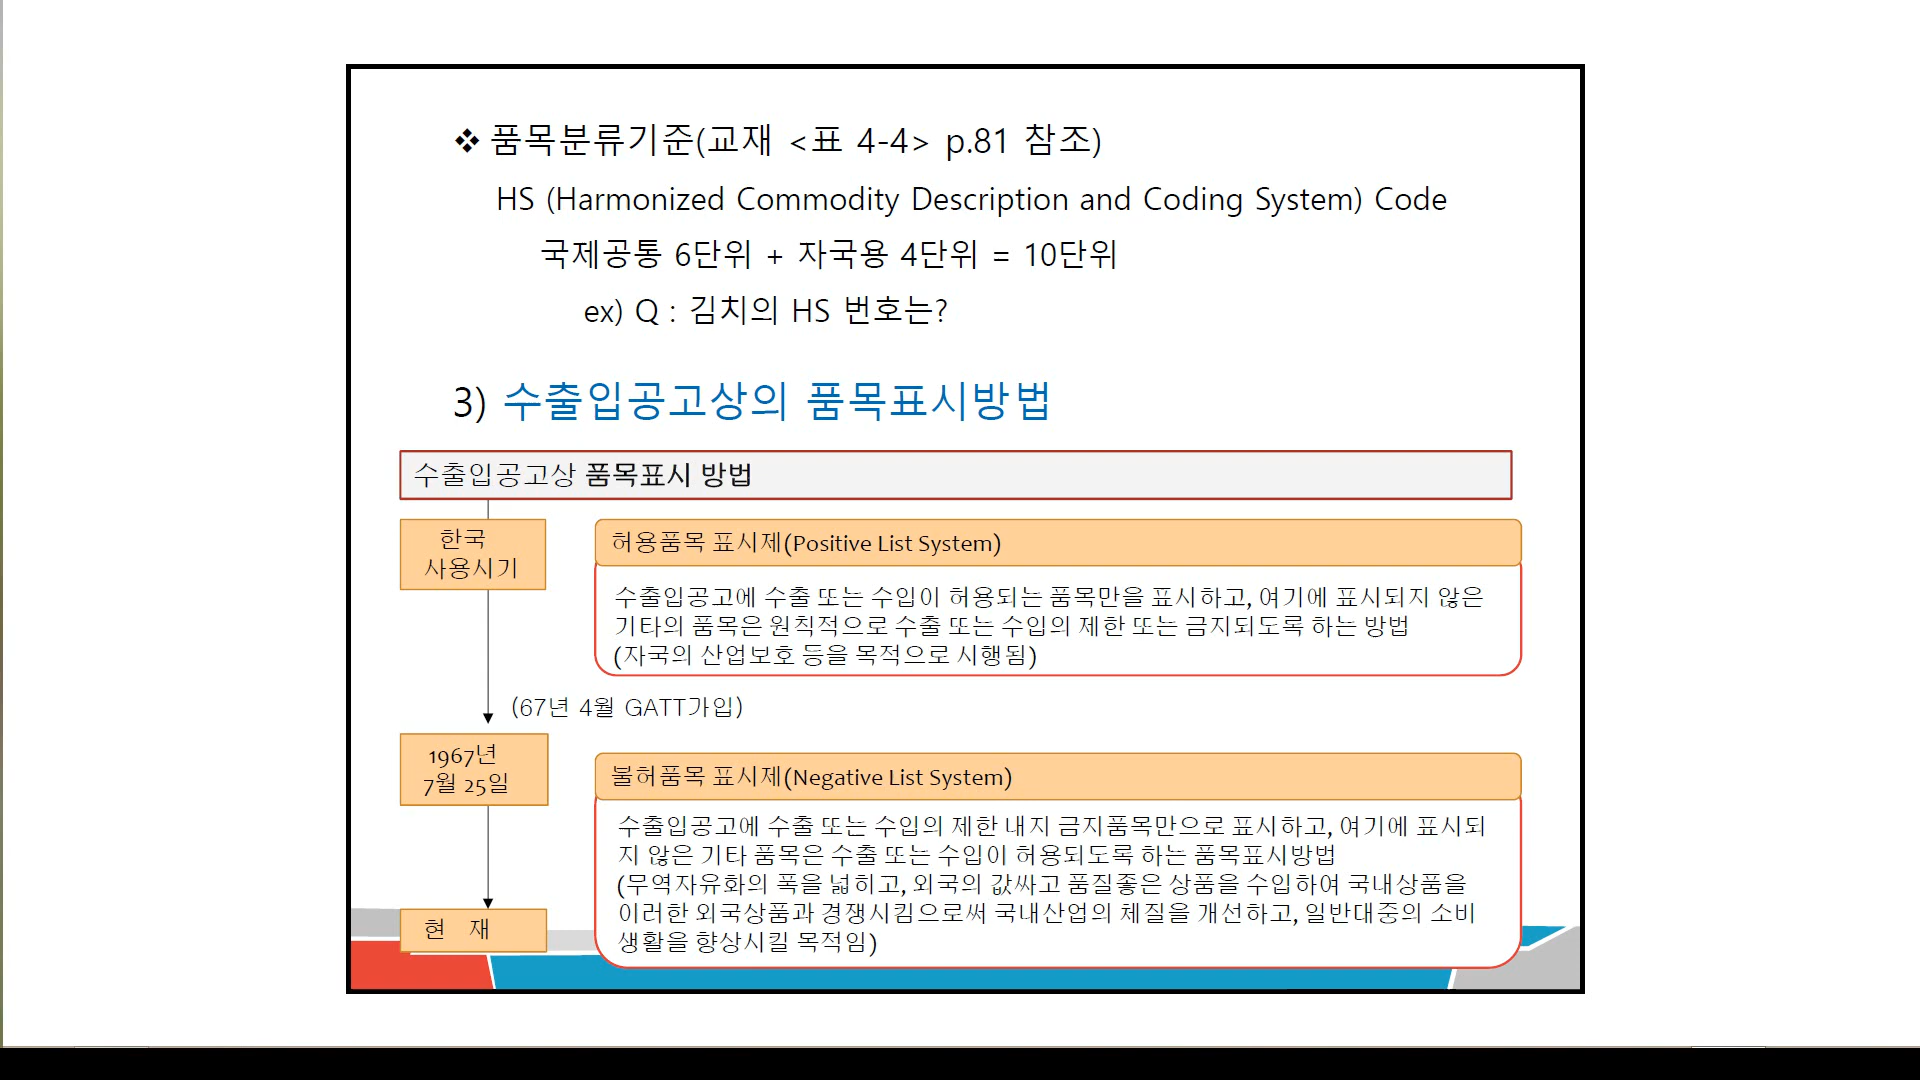 ❖ 품목분류기준(교재 <표 4-4> p.81 참조)
HS (Harmonized Commodity Description and Coding System) Code
국제공통 6단위 + 자국용 4단위 = 10단위
ex) Q : 김치의 HS 번호는?
3) 수출입공고상의 품목표시방법
수출입공고상 품목표시 방법
한국
사용시기
허용품목 표시제(Positive List System)
수출입공고에 수출 또는 수입이 허용되는 품목만을 표시하고, 여기에 표시되지 않은
기타의 품목은 원칙적으로 수출 또는 수입의 제한 또는 금지되도록 하는 방법
(자국의 산업보호 등을 목적으로 시행됨)
(67년 4월 GATT가입)
1967년
7월 25일
불허품목 표시제(Negative List System)
수출입공고에 수출 또는 수입의 제한 내지 금지품목만으로 표시하고, 여기에 표시되
지 않은 기타 품목은 수출 또는 수입이 허용되도록 하는 품목표시방법
(무역자유화의 폭을 넓히고, 외국의 값싸고 품질좋은 상품을 수입하여 국내상품을
이러한 외국상품과 경쟁시킴으로써 국내산업의 체질을 개선하고, 일반대중의 소비
생활을 향상시킬 목적임)
현 재